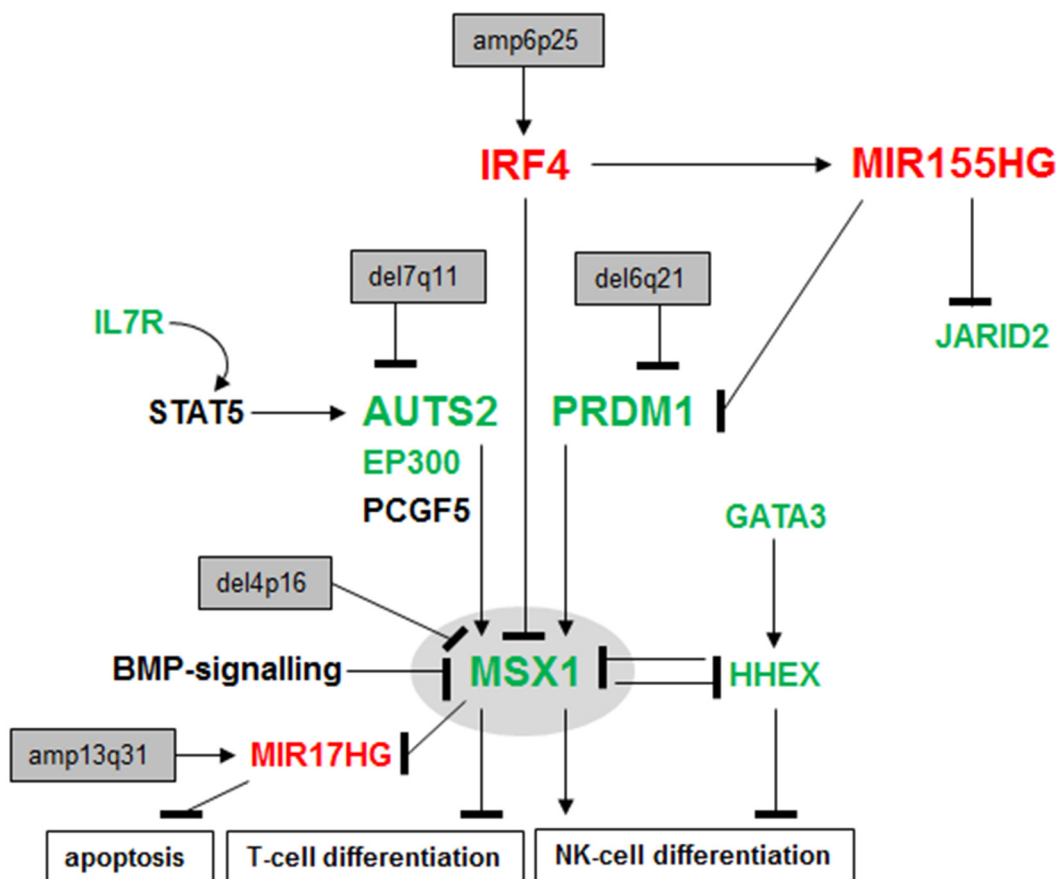 amp6p25
IRF4
MIR155HG
del7q11
del6q21
IL7R
JARID2
STAT5
AUTS2
PRDM1
EP300
PCGF5
GATA3
del4p16
BMP-signalling
MSX1
HHEX
amp13q31
MIR17HG
apoptosis
T-cell differentiation
NK-cell differentiation